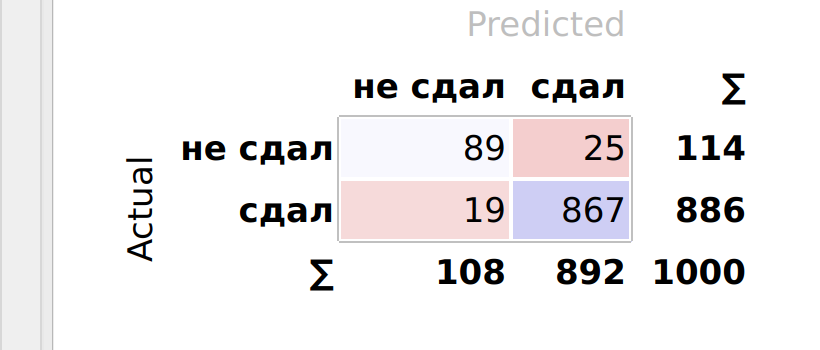 Predicted
не сдал сдал ∑
не сдал 89 25 114
сдал 19 867 886
∑ 108 892 1000
Actual